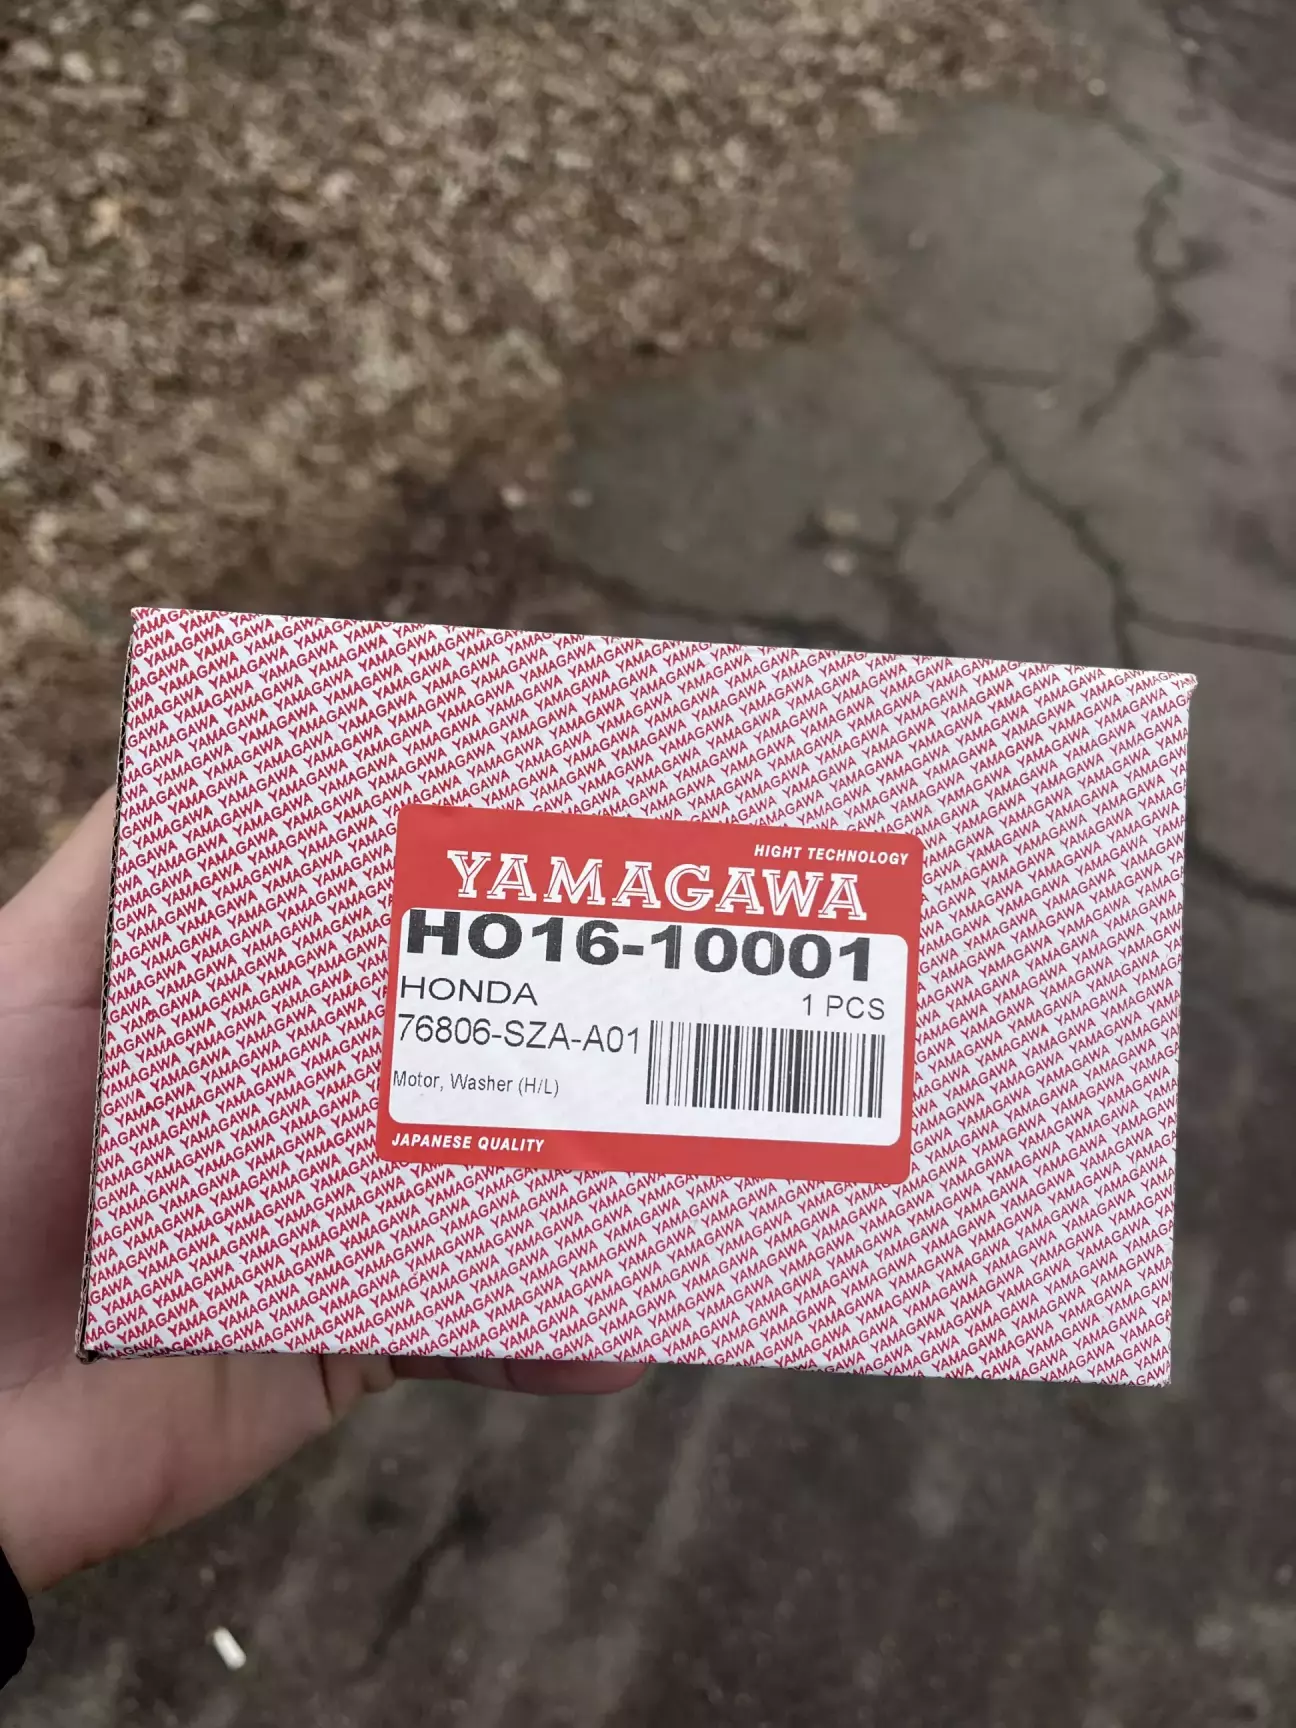 HIGHT TECHNOLOGY
YAMAGAWA
HO16-10001
HONDA
1 PCS
76806-SZA-A01
Motor, Washer (H/L)
JAPANESE QUALITY